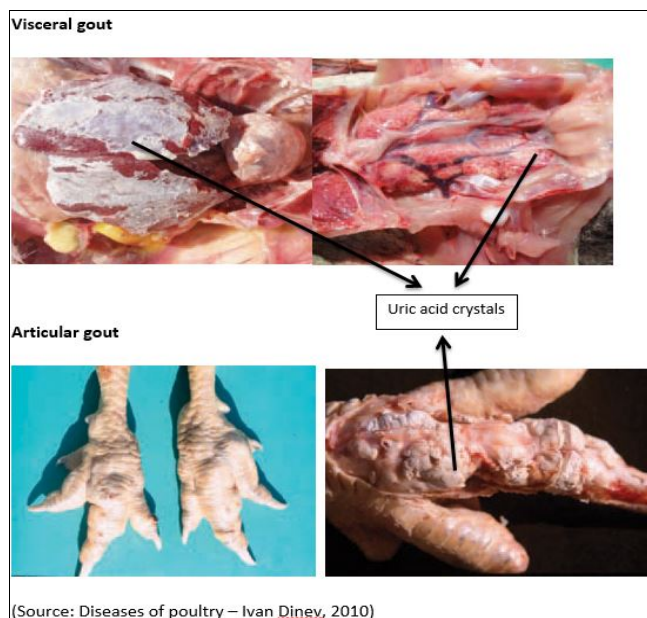 Visceral gout
Uric acid crystals
Articular gout
(Source: Diseases of poultry – Ivan Dinev, 2010)